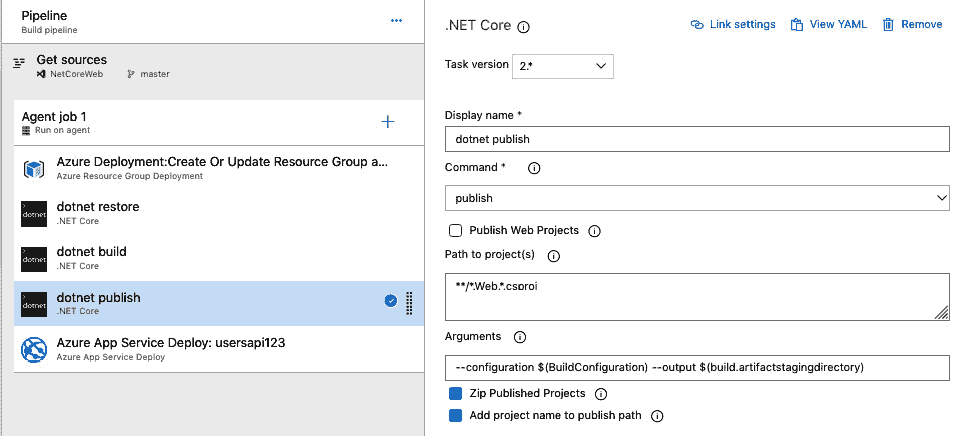 Pipeline
Build pipeline
...
Get sources
NetCoreWeb
master
Agent job 1
Run on agent
Azure Deployment:Create Or Update Resource Group a...
Azure Resource Group Deployment
dotnet
dotnet restore
.NET Core
dotnet
dotnet build
.NET Core
dotnet
dotnet publish
.NET Core
Azure App Service Deploy: usersapi123
Azure App Service Deploy
.NET Core
Link settings
View YAML
Remove
Task version
2.*
Display name *
dotnet publish
Command *
publish
Publish Web Projects
Path to project(s)
**/*.Web.*.csproj
Arguments
--configuration $(BuildConfiguration) --output $(build.artifactstagingdirectory)
Zip Published Projects
Add project name to publish path